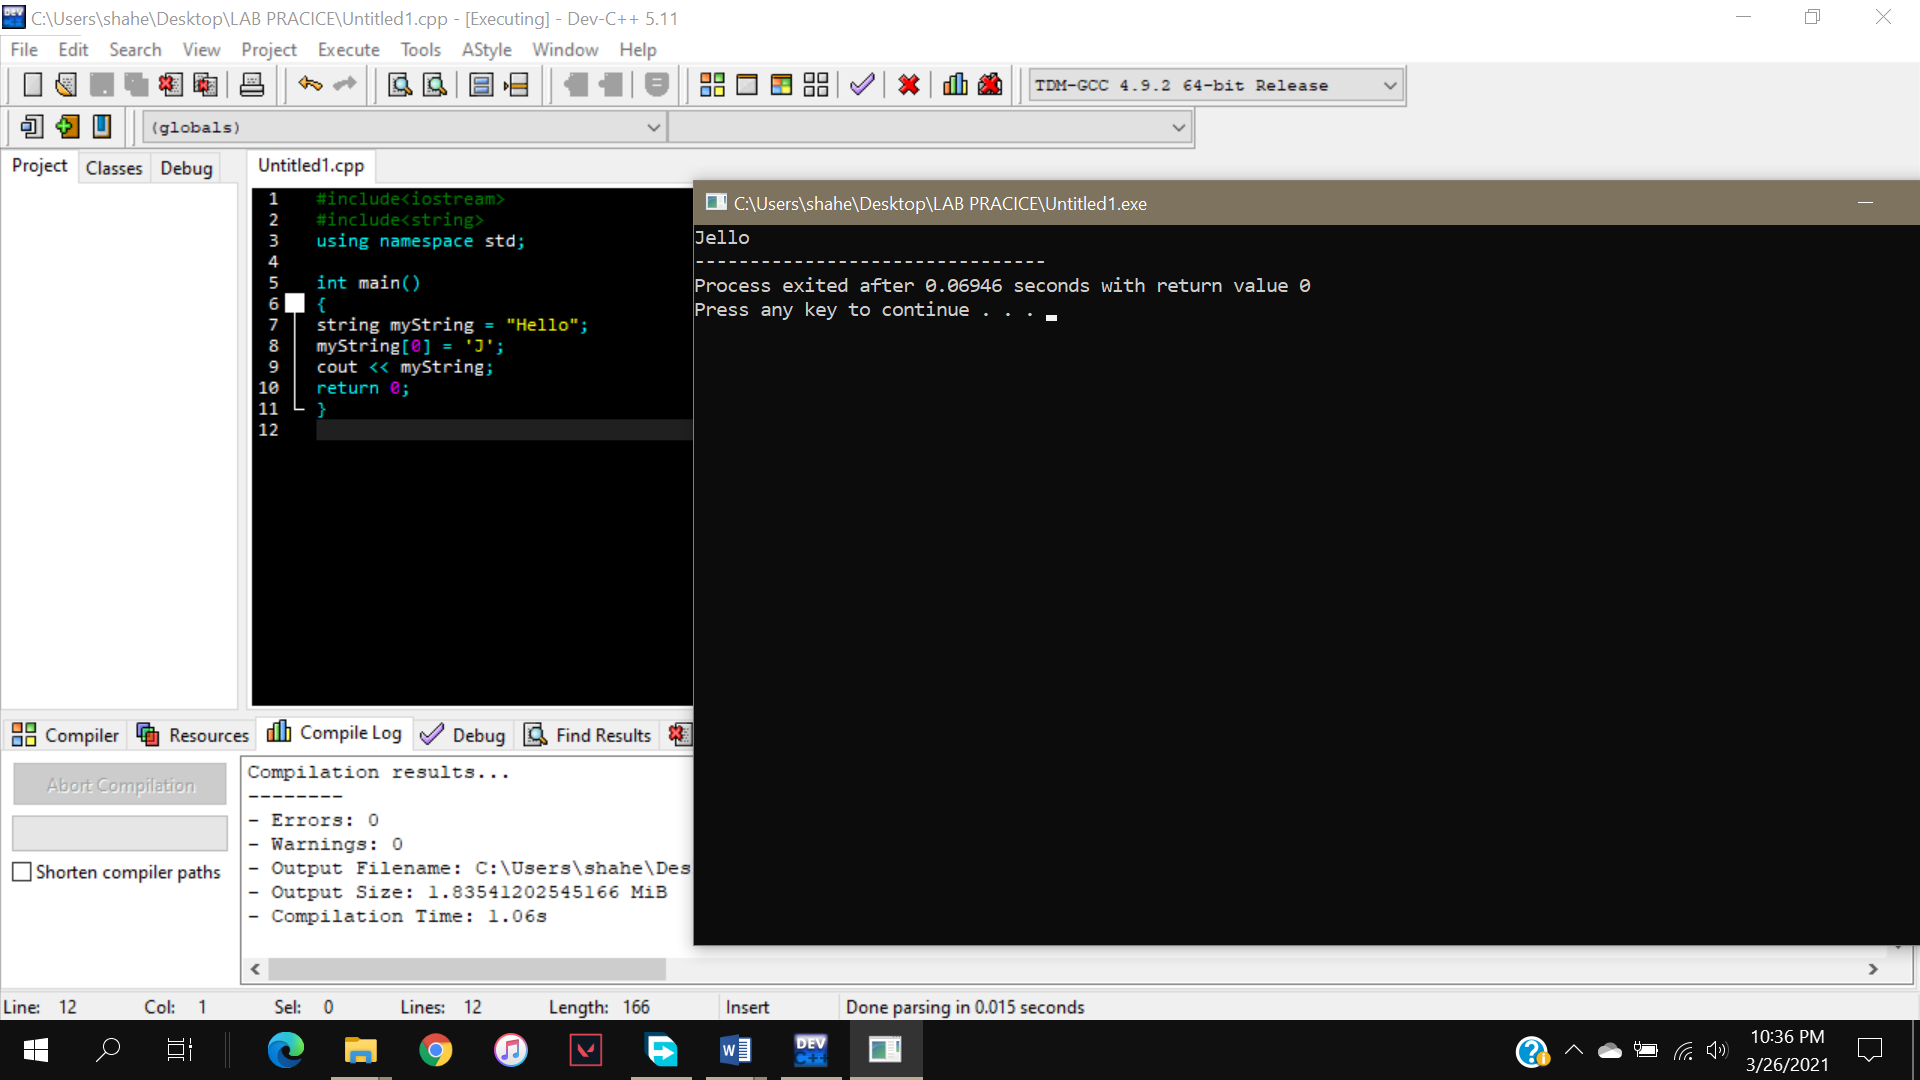 C:\Users\shahe\Desktop\LAB PRACICE\Untitled1.cpp - [Executing] - Dev-C++ 5.11
File Edit Search View Project Execute Tools AStyle Window Help
TDM-GCC 4.9.2 64-bit Release
(globals)
Project Classes Debug
Untitled1.cpp
1 #include<iostream>
2 #include<string>
3 using namespace std;
4
5 int main()
6 {
7 string myString = "Hello";
8 myString[0] = 'J';
9 cout << myString;
10 return 0;
11 }
12
C:\Users\shahe\Desktop\LAB PRACICE\Untitled1.exe
Jello
--------------------------------
Process exited after 0.06946 seconds with return value 0
Press any key to continue . . .
Compiler Resources Compile Log Debug Find Results
Abort Compilation
Shorten compiler paths
Compilation results...
--------
- Errors: 0
- Warnings: 0
- Output Filename: C:\Users\shahe\Des
- Output Size: 1.83541202545166 MiB
- Compilation Time: 1.06s
Line: 12 Col: 1 Sel: 0 Lines: 12 Length: 166 Insert Done parsing in 0.015 seconds
DEV C++
10:36 PM
3/26/2021